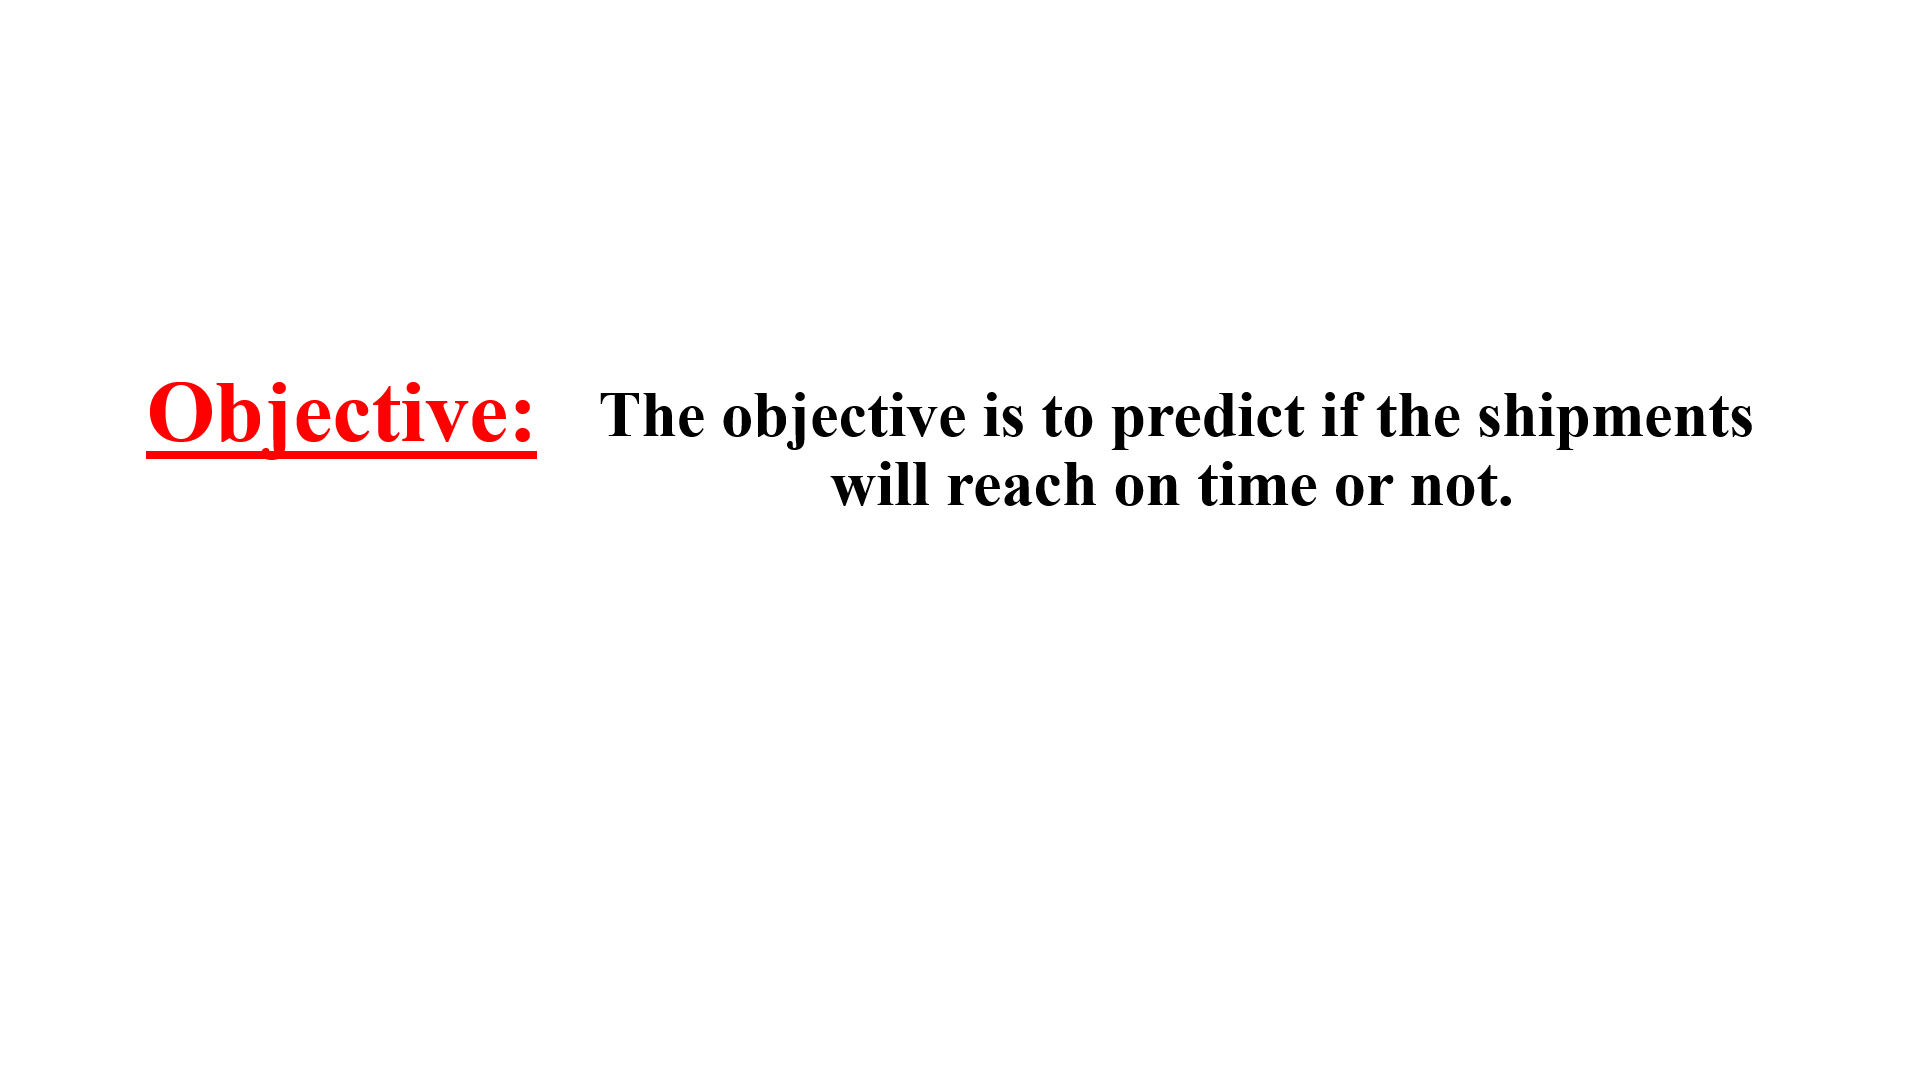 Objective: The objective is to predict if the shipments
will reach on time or not.